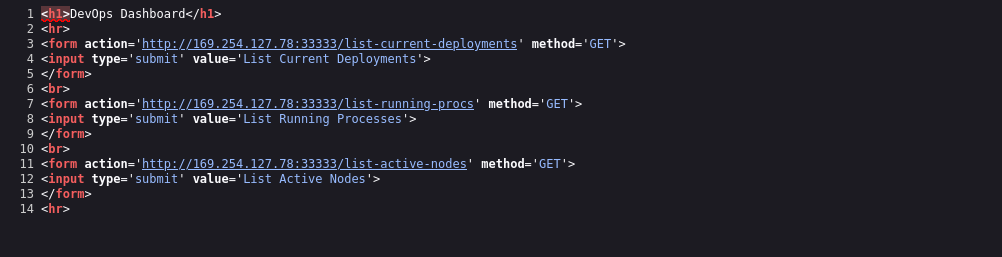 1 <h1>DevOps Dashboard</h1>
2 <hr>
3 <form action='http://169.254.127.78:33333/list-current-deployments' method='GET'>
4 <input type='submit' value='List Current Deployments'>
5 </form>
6 <br>
7 <form action='http://169.254.127.78:33333/list-running-procs' method='GET'>
8 <input type='submit' value='List Running Processes'>
9 </form>
10 <br>
11 <form action='http://169.254.127.78:33333/list-active-nodes' method='GET'>
12 <input type='submit' value='List Active Nodes'>
13 </form>
14 <hr>